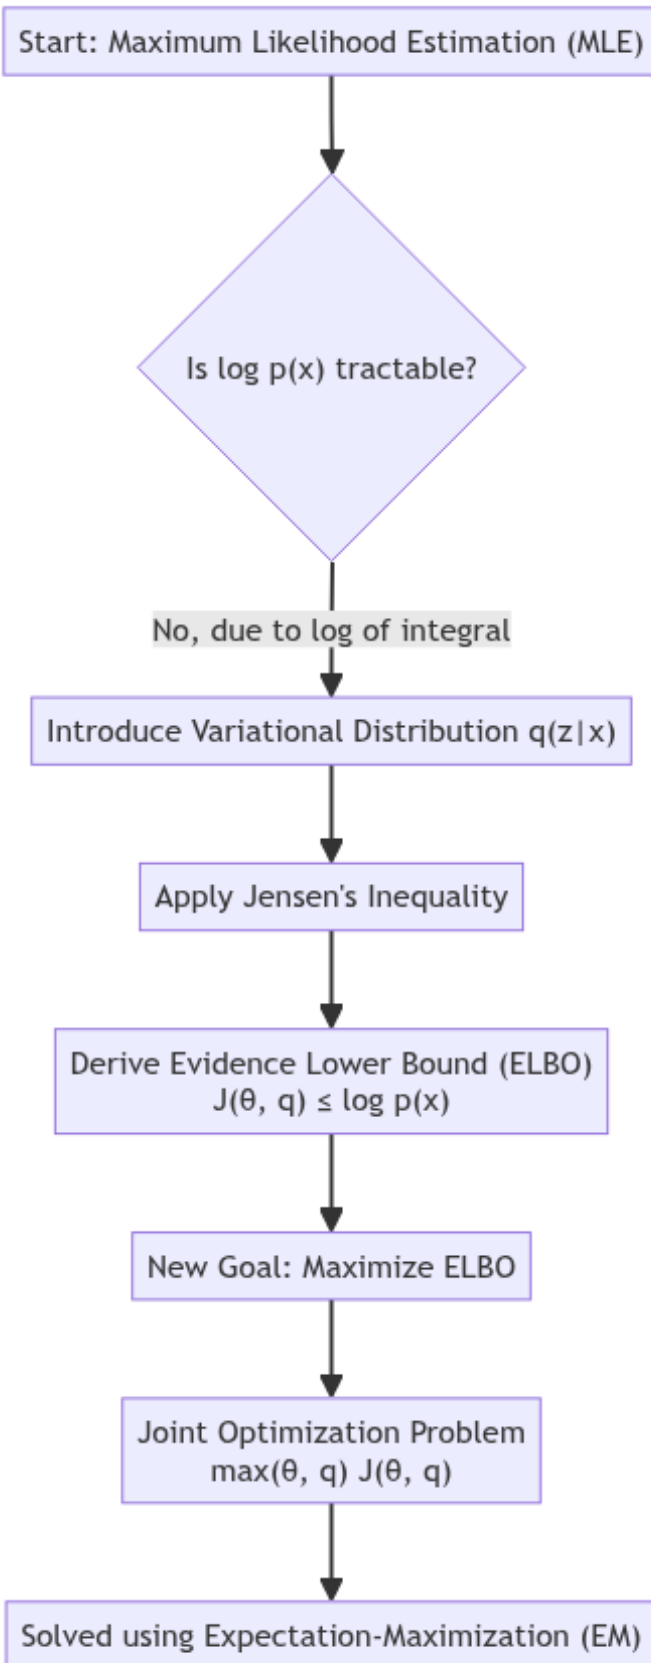 Start: Maximum Likelihood Estimation (MLE)
Is log p(x) tractable?
No, due to log of integral
Introduce Variational Distribution q(z|x)
Apply Jensen's Inequality
Derive Evidence Lower Bound (ELBO)
J(θ, q) ≤ log p(x)
New Goal: Maximize ELBO
Joint Optimization Problem
max(θ, q) J(θ, q)
Solved using Expectation-Maximization (EM)